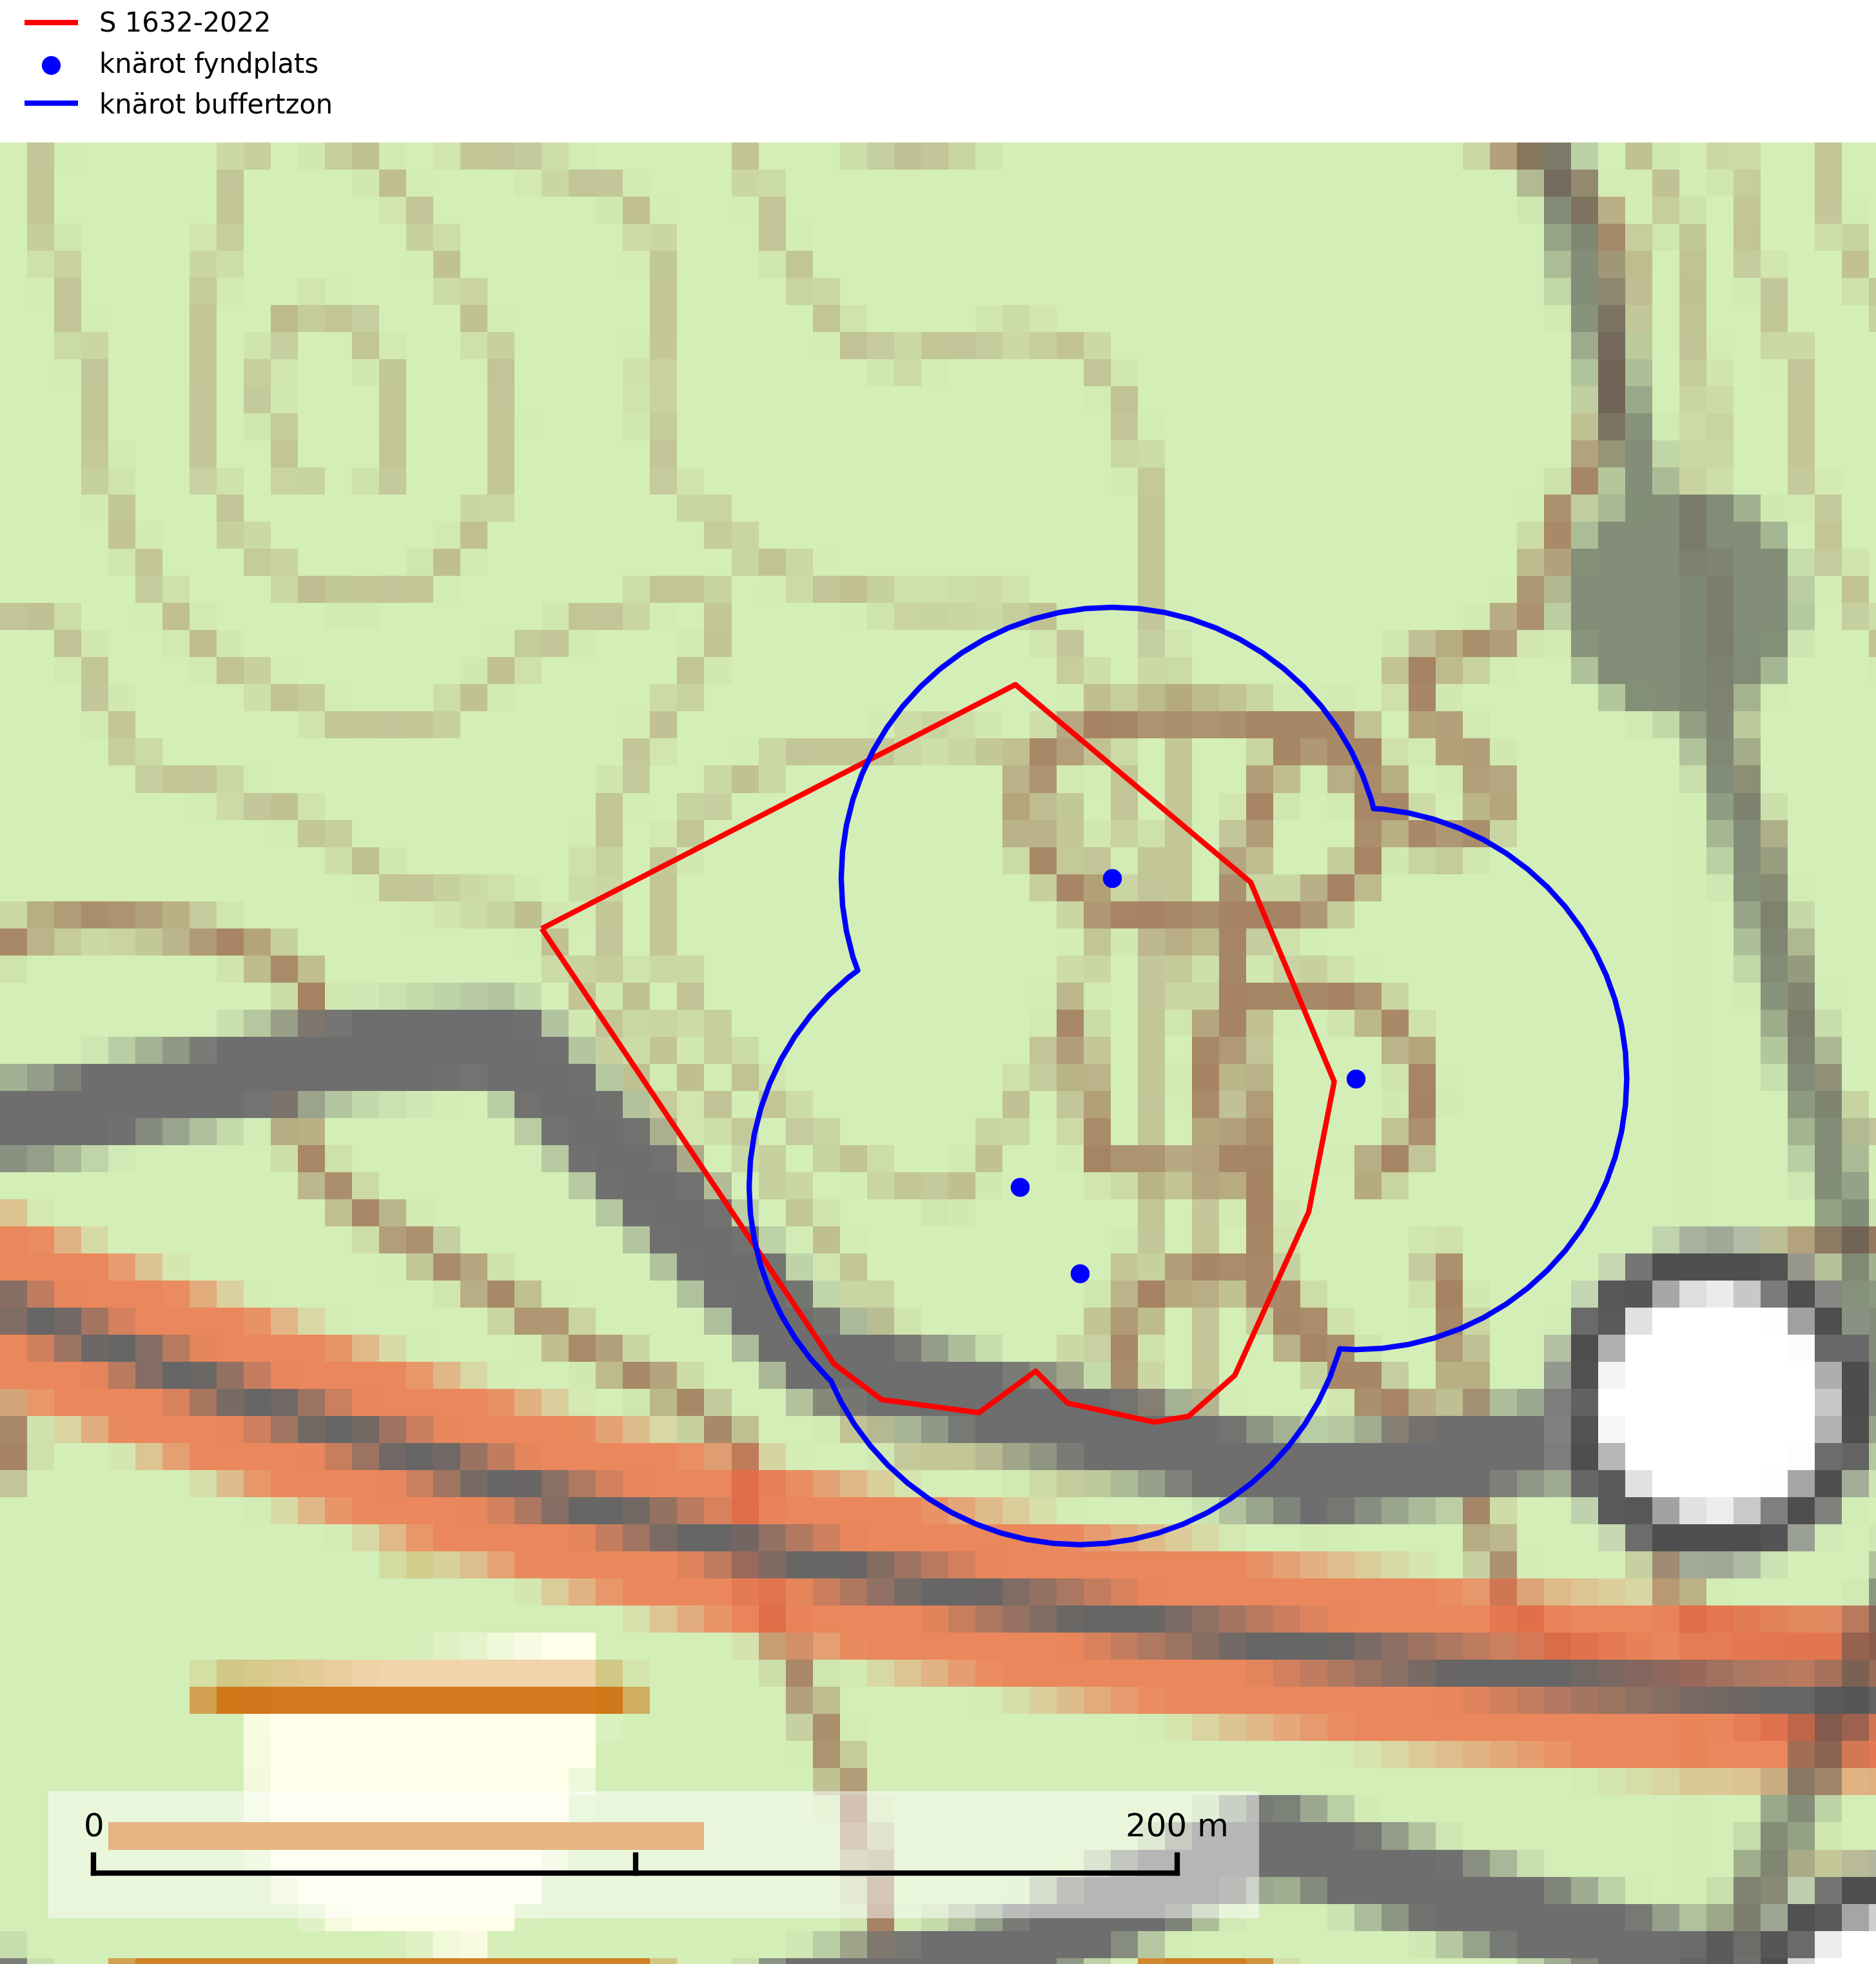 S 1632-2022
knärot fyndplats
knärot buffertzon
0 200 m